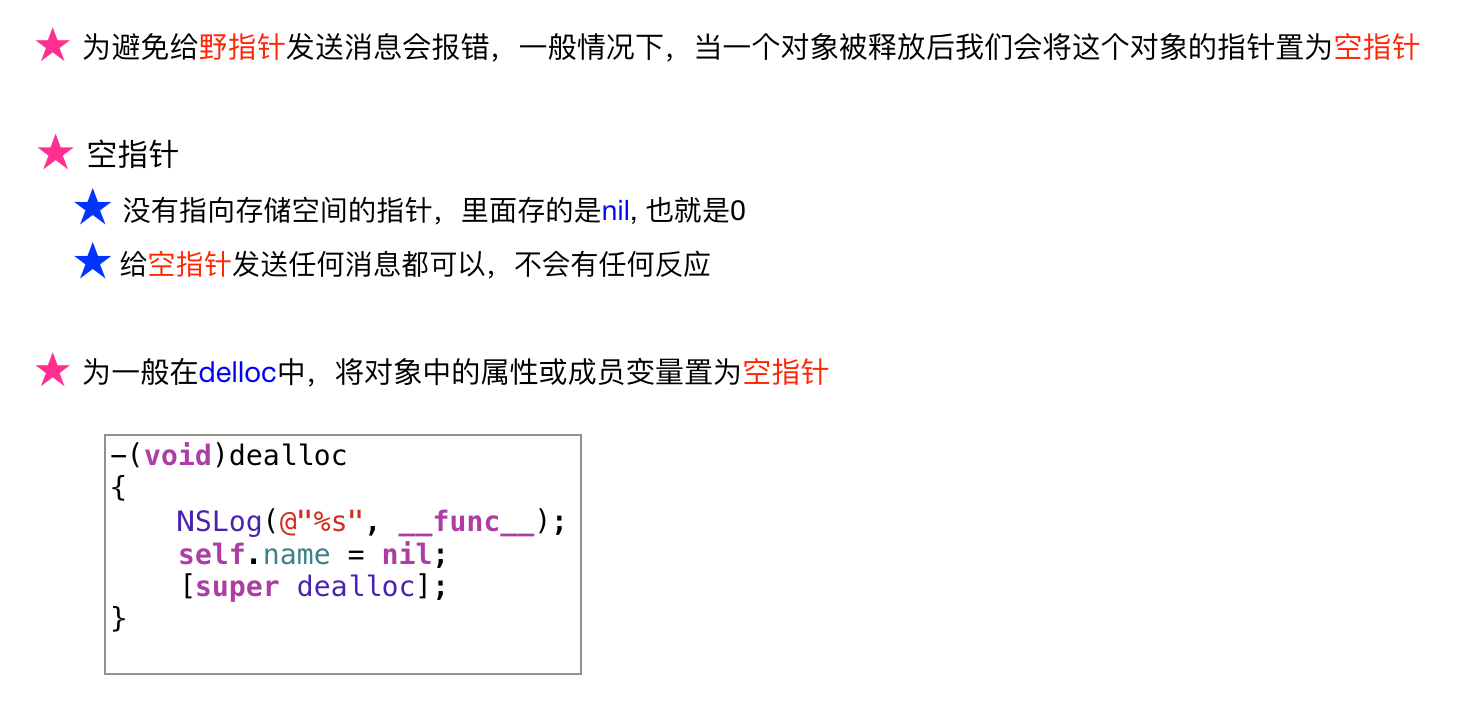 ★ 为避免给野指针发送消息会报错，一般情况下，当一个对象被释放后我们会将这个对象的指针置为空指针
★ 空指针
★ 没有指向存储空间的指针，里面存的是nil, 也就是0
★ 给空指针发送任何消息都可以，不会有任何反应
★ 为一般在delloc中，将对象中的属性或成员变量置为空指针
-(void)dealloc
{
    NSLog(@"%s", __func__);
    self.name = nil;
    [super dealloc];
}